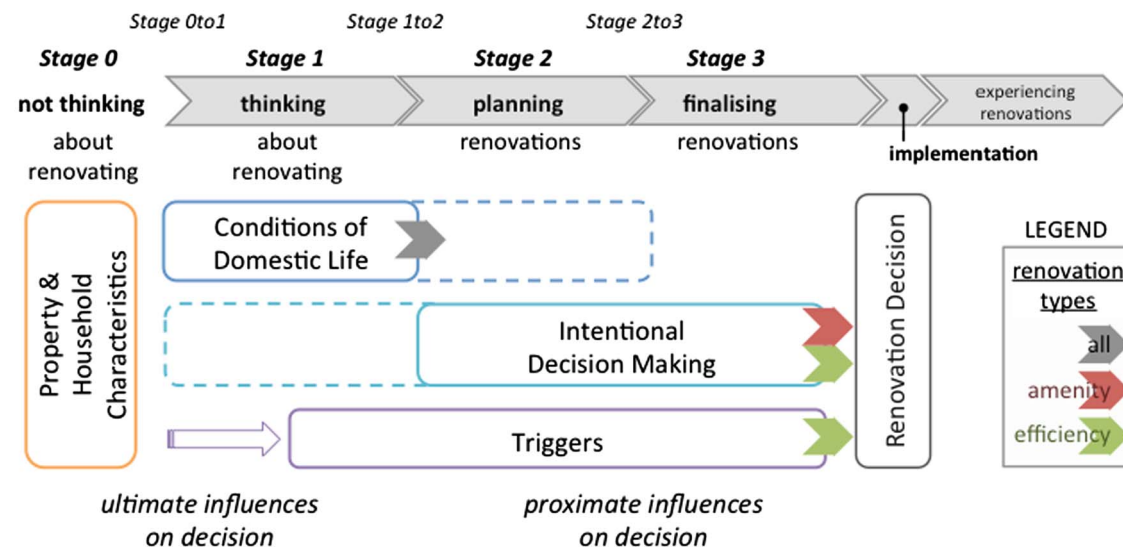 Stage 0to1 Stage 1to2 Stage 2to3
Stage 0 Stage 1 Stage 2 Stage 3
not thinking thinking planning finalising experiencing
renovations
about about renovations renovations
renovating renovating
implementation
Property &
Household
Characteristics
Conditions of
Domestic Life
Intentional
Decision Making
Triggers
Renovation Decision
LEGEND
renovation
types
all
amenity
efficiency
ultimate influences
on decision
proximate influences
on decision